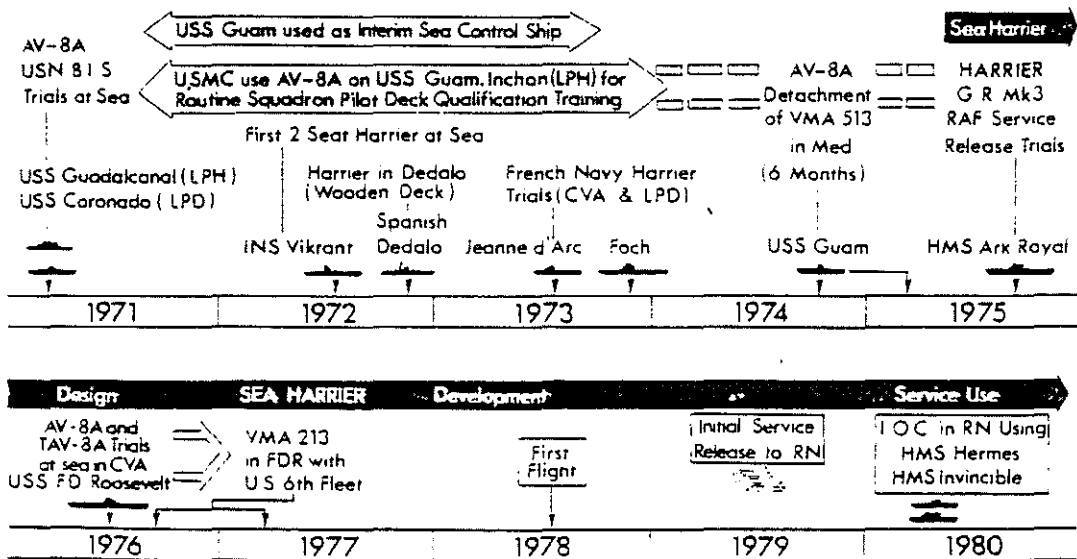 USS Guam used as Interim Sea Control Ship
Sea Harrier
AV-8A
USN B I S
Trials at Sea
U.S.MC use AV-8A on USS Guam. Inchon (LPH) for
Routine Squadron Pilot Deck Qualification Training
AV-8A
Detachment
of VMA 513
in Med
(6 Months)
HARRIER
G R Mk3
RAF Service
Release Trials
First 2 Seat Harrier at Sea
USS Guadalcanal (LPH)
USS Coronado (LPD)
Harrier in Dedalo
(Wooden Deck)
Spanish
Dedalo
French Navy Harrier
Trials (CVA & LPD)
INS Vikrant
Jeanne d'Arc
Foch
USS Guam
HMS Ark Royal
1971
1972
1973
1974
1975
Design
SEA HARRIER
Development
Service Use
AV-8A and
TAV-8A Trials
at sea in CVA
USS FD Roosevelt
VMA 213
in FDR with
U S 6th Fleet
First
Flight
Initial Service
Release to RN
I O C in RN Using
HMS Hermes
HMS Invincible
1976
1977
1978
1979
1980